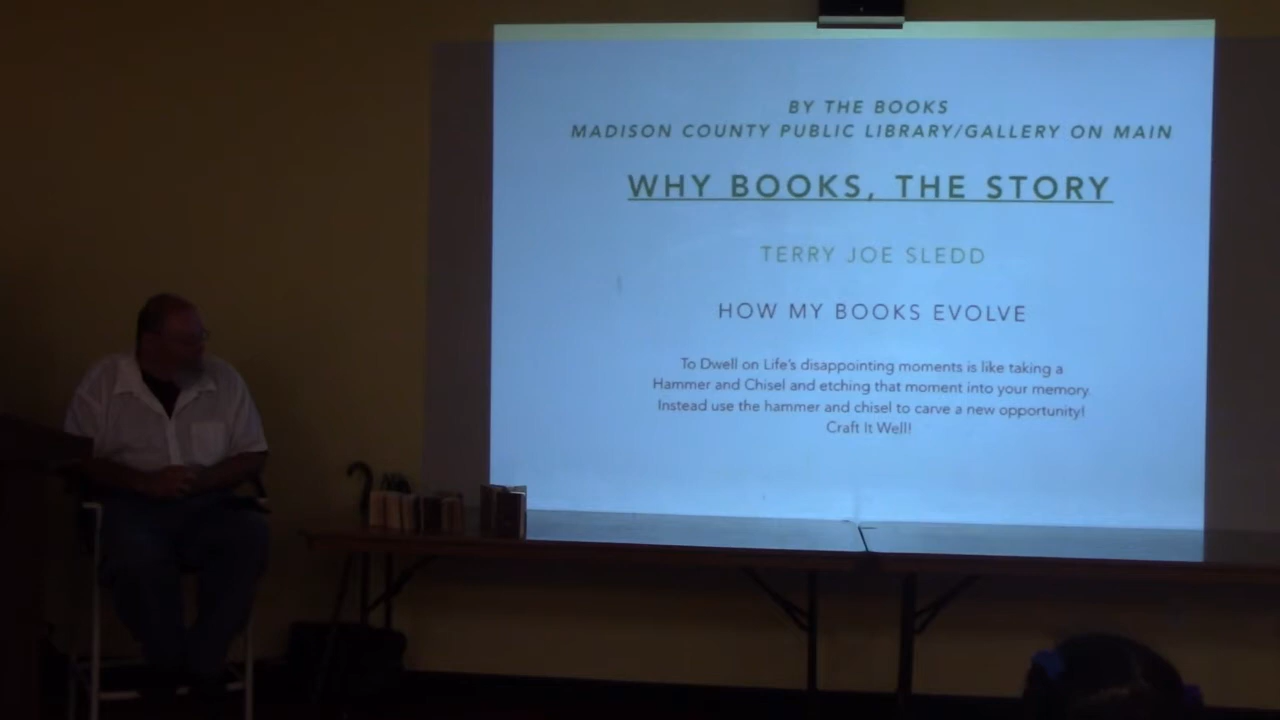 BY THE BOOKS
MADISON COUNTY PUBLIC LIBRARY/GALLERY ON MAIN
WHY BOOKS, THE STORY
TERRY JOE SLEDD
HOW MY BOOKS EVOLVE
To Dwell on Life's disappointing moments is like taking a
Hammer and Chisel and etching that moment into your memory.
Instead use the hammer and chisel to carve a new opportunity!
Craft It Well!